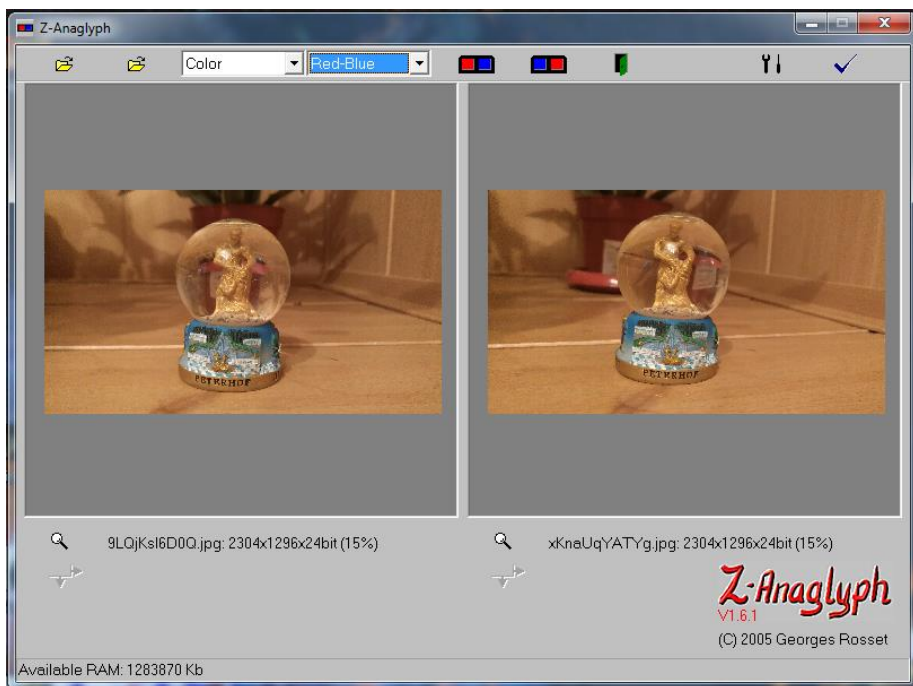 Z-Anaglyph
Color
Red-Blue
PETERHOF
PETERHOF
9LQjKsl6D0Q.jpg: 2304x1296x24bit (15%)
xKnaUqYATYg.jpg: 2304x1296x24bit (15%)
Z-Anaglyph
V1.6.1
(C) 2005 Georges Rosset
Available RAM: 1283870 Kb